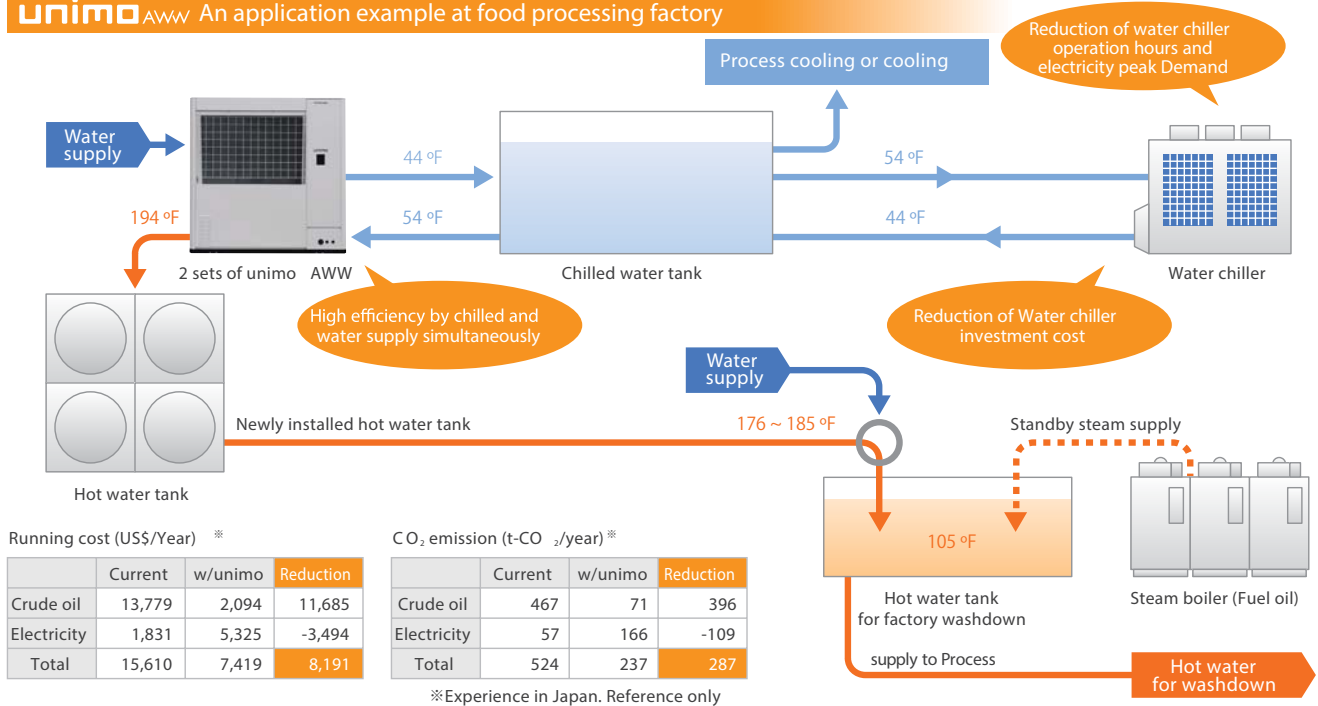 unimo AWW An application example at food processing factory
Reduction of water chiller
operation hours and
electricity peak Demand
Process cooling or cooling
Water
supply
44 ºF
54 ºF
194 ºF
54 ºF
44 ºF
2 sets of unimo AWW
Chilled water tank
Water chiller
High efficiency by chilled and
water supply simultaneously
Reduction of Water chiller
investment cost
Water
supply
Newly installed hot water tank
176 ~ 185 ºF
Standby steam supply
Hot water tank
105 ºF
Running cost (US$/Year) ※
Current w/unimo Reduction
Crude oil 13,779 2,094 11,685
Electricity 1,831 5,325 -3,494
Total 15,610 7,419 8,191
CO₂ emission (t-CO ₂/year) ※
Current w/unimo Reduction
Crude oil 467 71 396
Electricity 57 166 -109
Total 524 237 287
※Experience in Japan. Reference only
Hot water tank
for factory washdown
Steam boiler (Fuel oil)
supply to Process
Hot water
for washdown